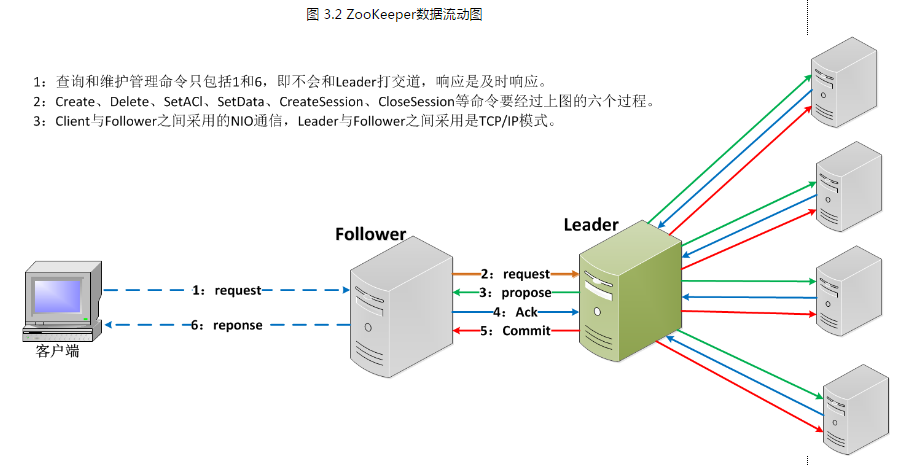 图 3.2 ZooKeeper数据流动图
1：查询和维护管理命令只包括1和6，即不会和Leader打交道，响应是及时响应。
2：Create、Delete、SetACl、SetData、CreateSession、CloseSession等命令要经过上图的六个过程。
3：Client与Follower之间采用的NIO通信，Leader与Follower之间采用是TCP/IP模式。
Leader
Follower
2：request
1：request
3：propose
4：Ack
6：reponse
5：Commit
客户端